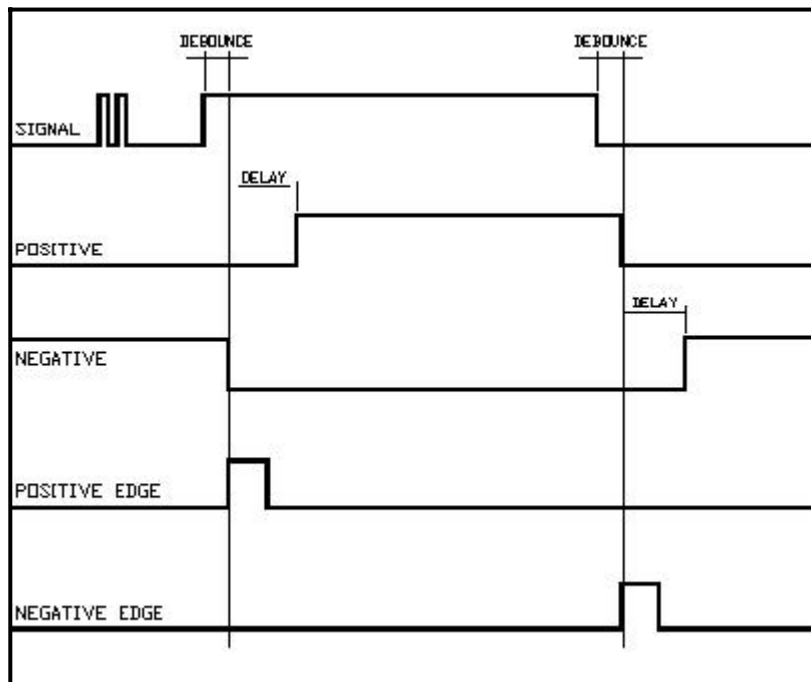 DEBOUNCE DEBOUNCE
SIGNAL
DELAY
POSITIVE
DELAY
NEGATIVE
POSITIVE EDGE
NEGATIVE EDGE